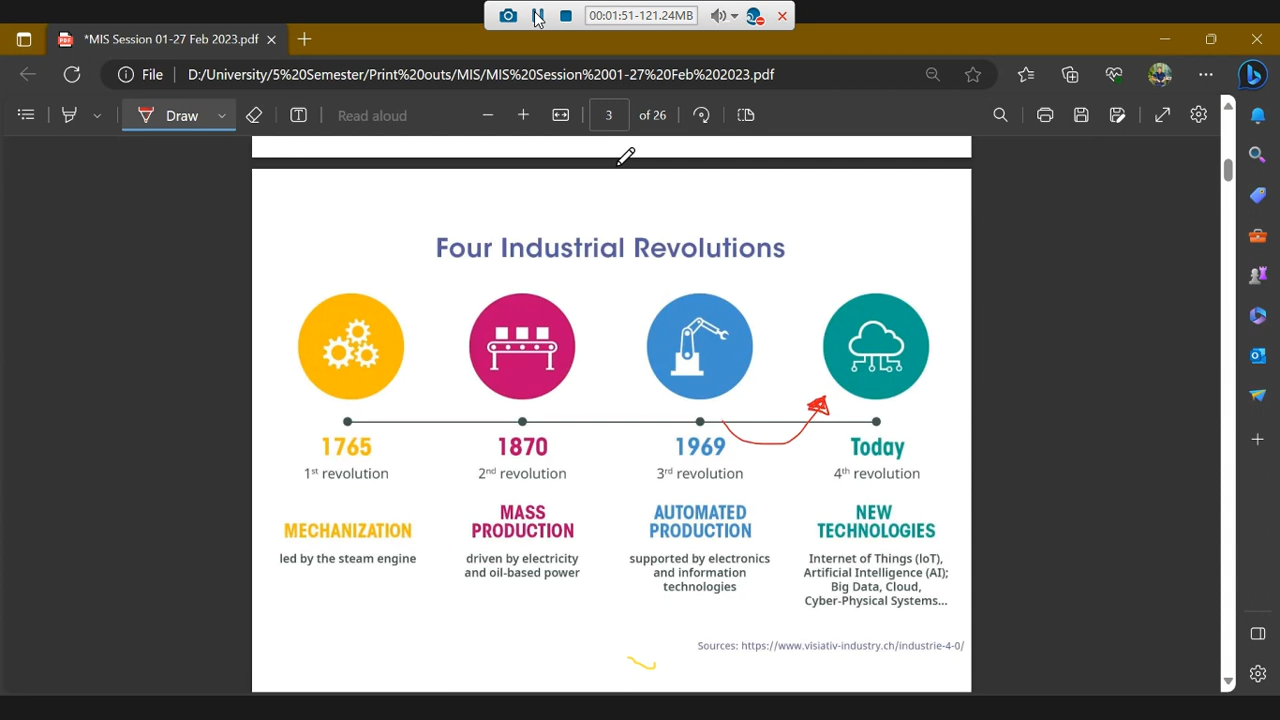 00:01:51-121.24MB
*MIS Session 01-27 Feb 2023.pdf
File D:/University/5%20Semester/Print%20outs/MIS/MIS%20Session%2001-27%20Feb%202023.pdf
Draw Read aloud 3 of 26
Four Industrial Revolutions
1765 1870 1969 Today
1st revolution 2nd revolution 3rd revolution 4th revolution
MECHANIZATION
led by the steam engine
MASS
PRODUCTION
driven by electricity
and oil-based power
AUTOMATED
PRODUCTION
supported by electronics
and information
technologies
NEW
TECHNOLOGIES
Internet of Things (IoT),
Artificial Intelligence (AI);
Big Data, Cloud,
Cyber-Physical Systems...
Sources: https://www.visiativ-industry.ch/industrie-4-0/